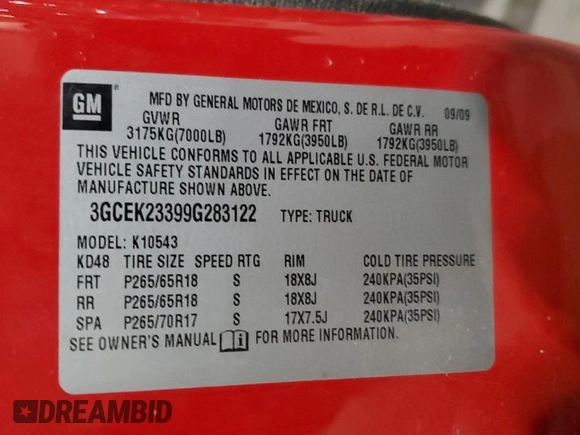 GM
MFD BY GENERAL MOTORS DE MEXICO, S. DE R.L. DE C.V. 09/09
GVWR GAWR FRT GAWR RR
3175KG(7000LB) 1792KG(3950LB) 1792KG(3950LB)
THIS VEHICLE CONFORMS TO ALL APPLICABLE U.S. FEDERAL MOTOR
VEHICLE SAFETY STANDARDS IN EFFECT ON THE DATE OF
MANUFACTURE SHOWN ABOVE.
3GCEK23399G283122 TYPE: TRUCK
MODEL: K10543
KD48 TIRE SIZE SPEED RTG RIM COLD TIRE PRESSURE
FRT P265/65R18 S 18X8J 240KPA(35PSI)
RR P265/65R18 S 18X8J 240KPA(35PSI)
SPA P265/70R17 S 17X7.5J 240KPA(35PSI)
SEE OWNER'S MANUAL FOR MORE INFORMATION.
DREAMBID